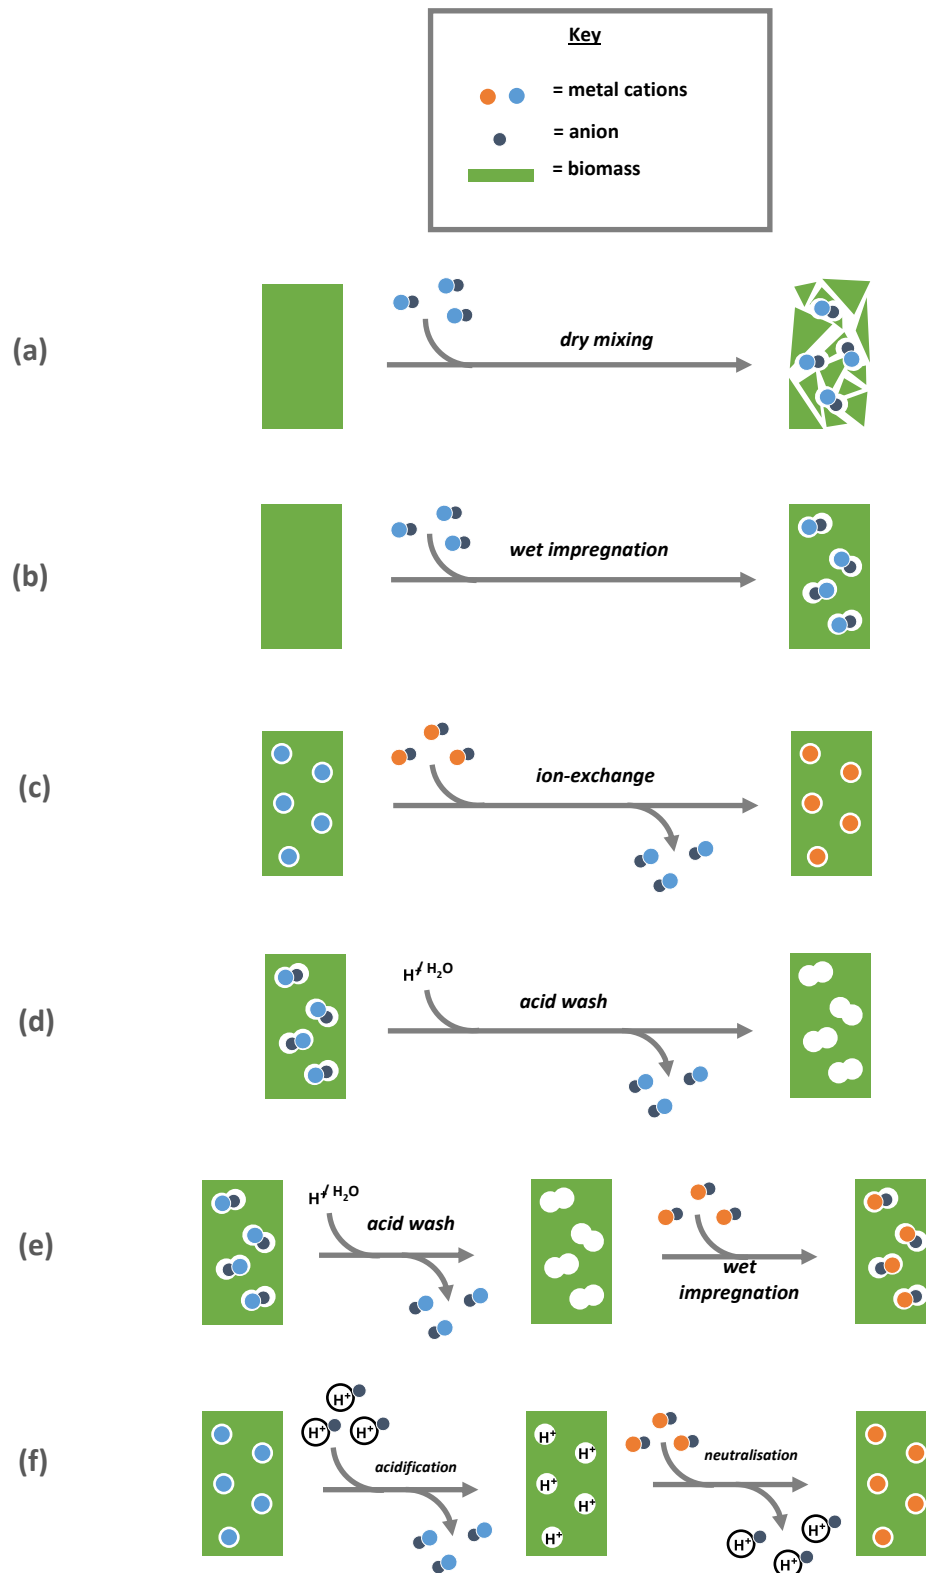 Key
= metal cations
= anion
= biomass
(a)
dry mixing
(b)
wet impregnation
(c)
ion-exchange
(d)
H⁺/H₂O
acid wash
(e)
H⁺/H₂O
acid wash
wet
impregnation
(f)
H⁺
H⁺ H⁺
acidification
H⁺
H⁺
H⁺
H⁺
H⁺
neutralisation
H⁺
H⁺
H⁺